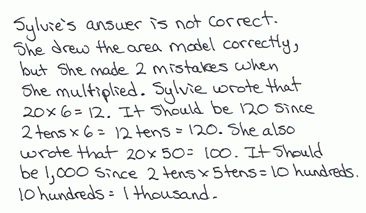 Sylvie's answer is not correct.
She drew the area model correctly,
but she made 2 mistakes when
she multiplied. Sylvie wrote that
20 x 6 = 12. It should be 120 since
2 tens x 6 = 12 tens = 120. She also
wrote that 20 x 50 = 100. It should
be 1,000 since 2 tens x 5 tens = 10 hundreds.
10 hundreds = 1 thousand.